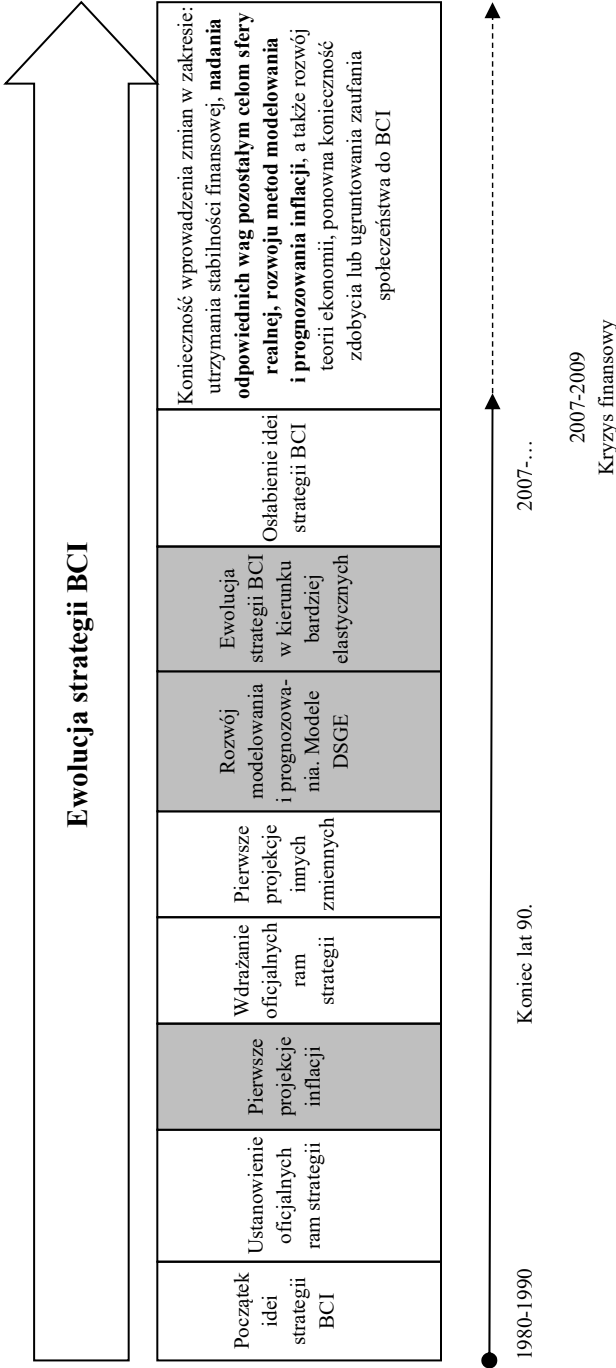 Ewolucja strategii BCI
Początek
idei
strategii
BCI
Ustanowienie
oficjalnych
ram strategii
Pierwsze
projekcje
inflacji
Wdrażanie
oficjalnych
ram
strategii
Pierwsze
projekcje
innych
zmiennych
Rozwój
modelowania
i prognozowa-
nia. Modele
DSGE
Ewolucja
strategii BCI
w kierunku
bardziej
elastycznych
Osłabienie idei
strategii BCI
Konieczność wprowadzenia zmian w zakresie:
utrzymania stabilności finansowej, nadania
odpowiednich wag pozostałym celom sfery
realnej, rozwoju metod modelowania
i prognozowania inflacji, a także rozwój
teorii ekonomii, ponowna konieczność
zdobycia lub ugruntowania zaufania
społeczeństwa do BCI
1980-1990
Koniec lat 90.
2007-…
2007-2009
Kryzys finansowy